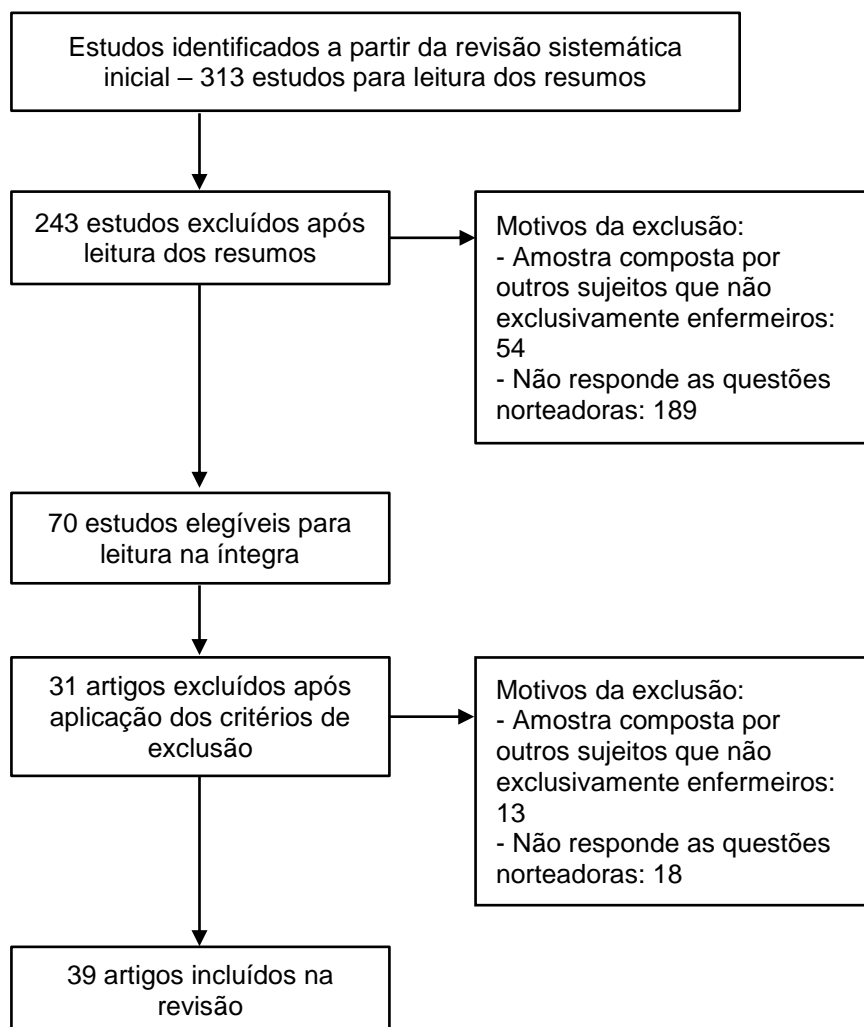 Estudos identificados a partir da revisão sistemática
inicial – 313 estudos para leitura dos resumos
243 estudos excluídos após
leitura dos resumos
Motivos da exclusão:
- Amostra composta por
outros sujeitos que não
exclusivamente enfermeiros:
54
- Não responde as questões
norteadoras: 189
70 estudos elegíveis para
leitura na íntegra
31 artigos excluídos após
aplicação dos critérios de
exclusão
Motivos da exclusão:
- Amostra composta por
outros sujeitos que não
exclusivamente enfermeiros:
13
- Não responde as questões
norteadoras: 18
39 artigos incluídos na
revisão